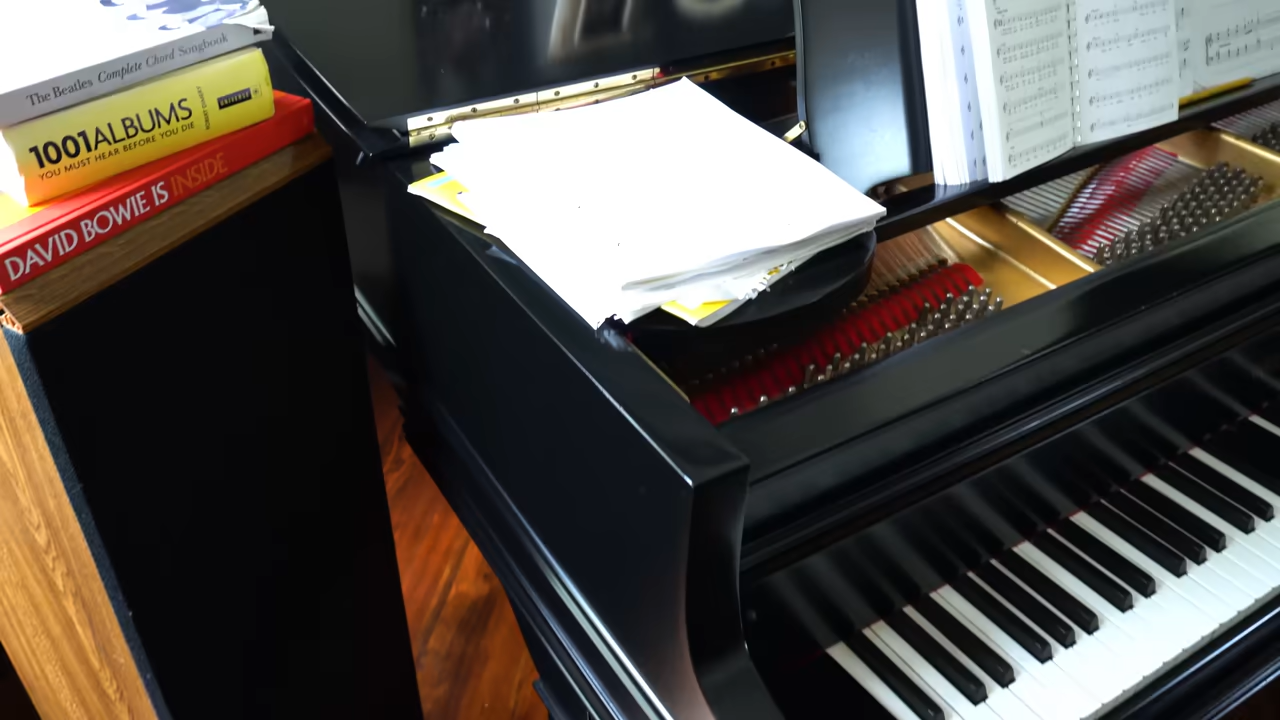 The Beatles Complete Chord Songbook
1001 ALBUMS
YOU MUST HEAR BEFORE YOU DIE
UNIVERSE
DAVID BOWIE IS INSIDE